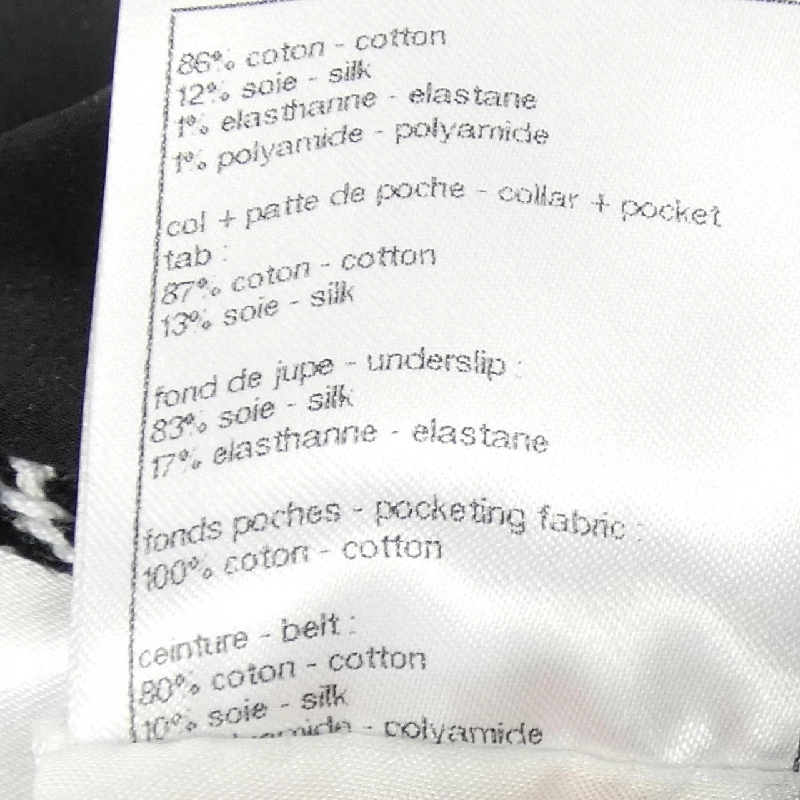 86% coton - cotton
12% soie - silk
1% elasthanne - elastane
1% polyamide - polyamide
col + patte de poche - collar + pocket
tab :
87% coton - cotton
13% soie - silk
fond de jupe - underslip :
83% soie - silk
17% elasthanne - elastane
fonds poches - pocketing fabric :
100% coton - cotton
ceinture - belt :
80% coton - cotton
10% soie - silk
- polyamide